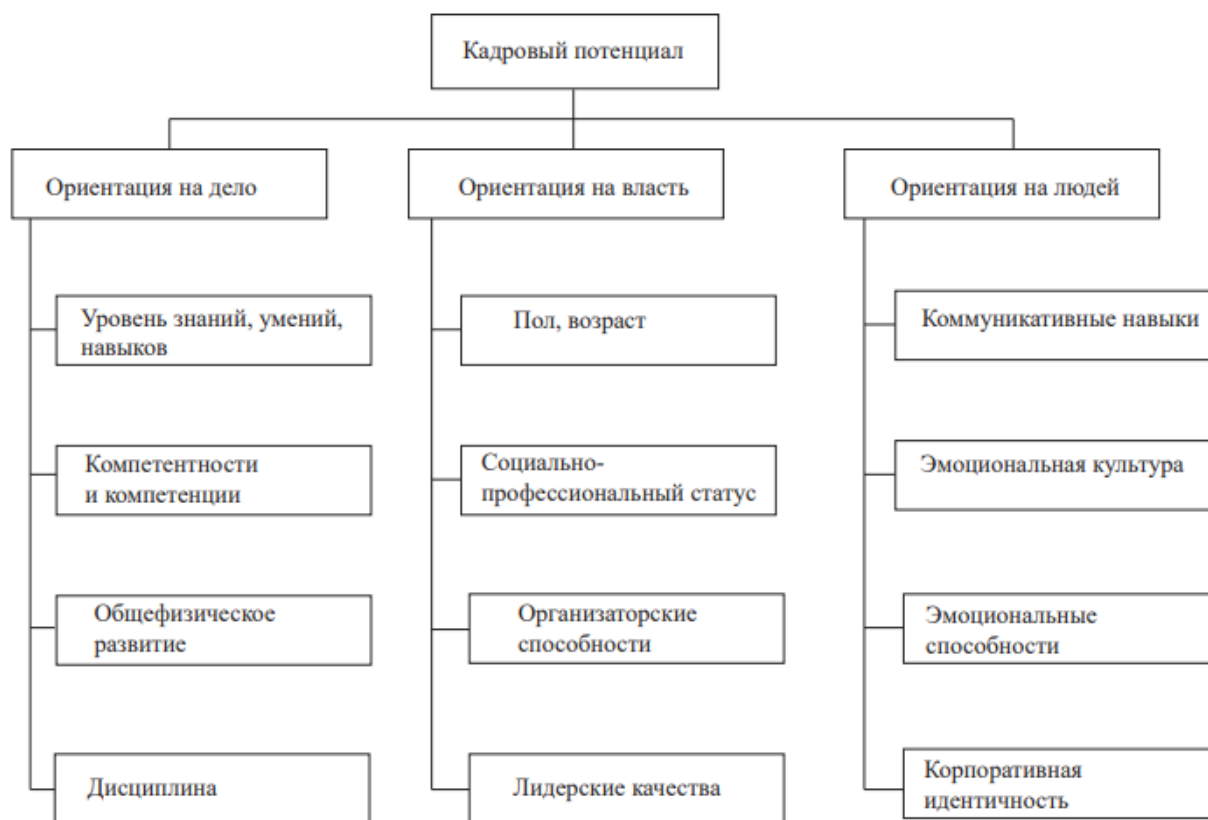 Кадровый потенциал
Ориентация на дело
Ориентация на власть
Ориентация на людей
Уровень знаний, умений,
навыков
Пол, возраст
Коммуникативные навыки
Компетентности
и компетенции
Социально-
профессиональный статус
Эмоциональная культура
Общефизическое
развитие
Организаторские
способности
Эмоциональные
способности
Дисциплина
Лидерские качества
Корпоративная
идентичность